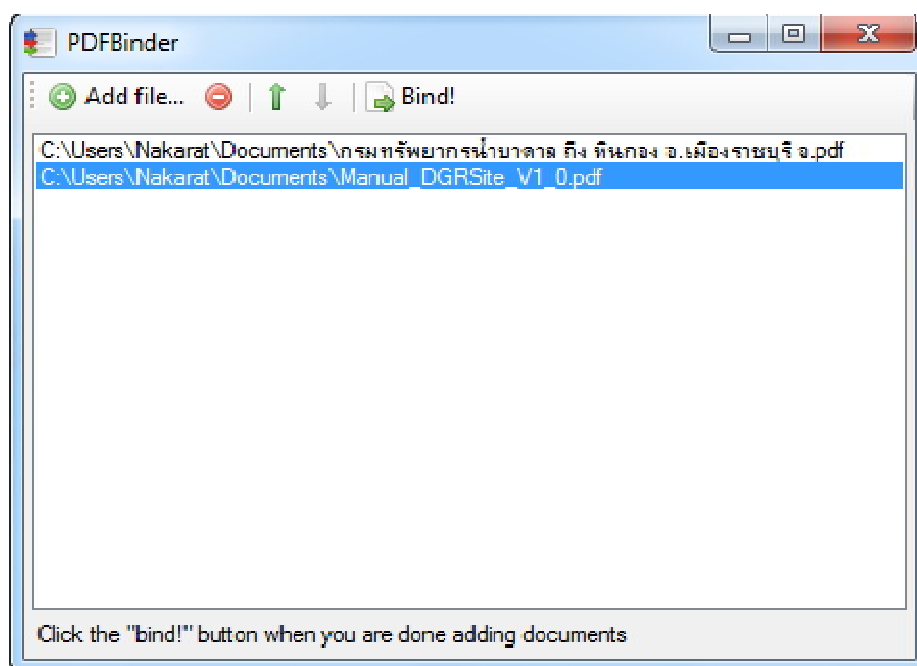 PDFBinder
Add file... Bind!
C:\Users\Nakarat\Documents\กรมทรัพยากรน้ำบาดาล ถึง หินกอง อ.เมืองราชบุรี จ.pdf
C:\Users\Nakarat\Documents\Manual_DGRSite_V1_0.pdf
Click the "bind!" button when you are done adding documents